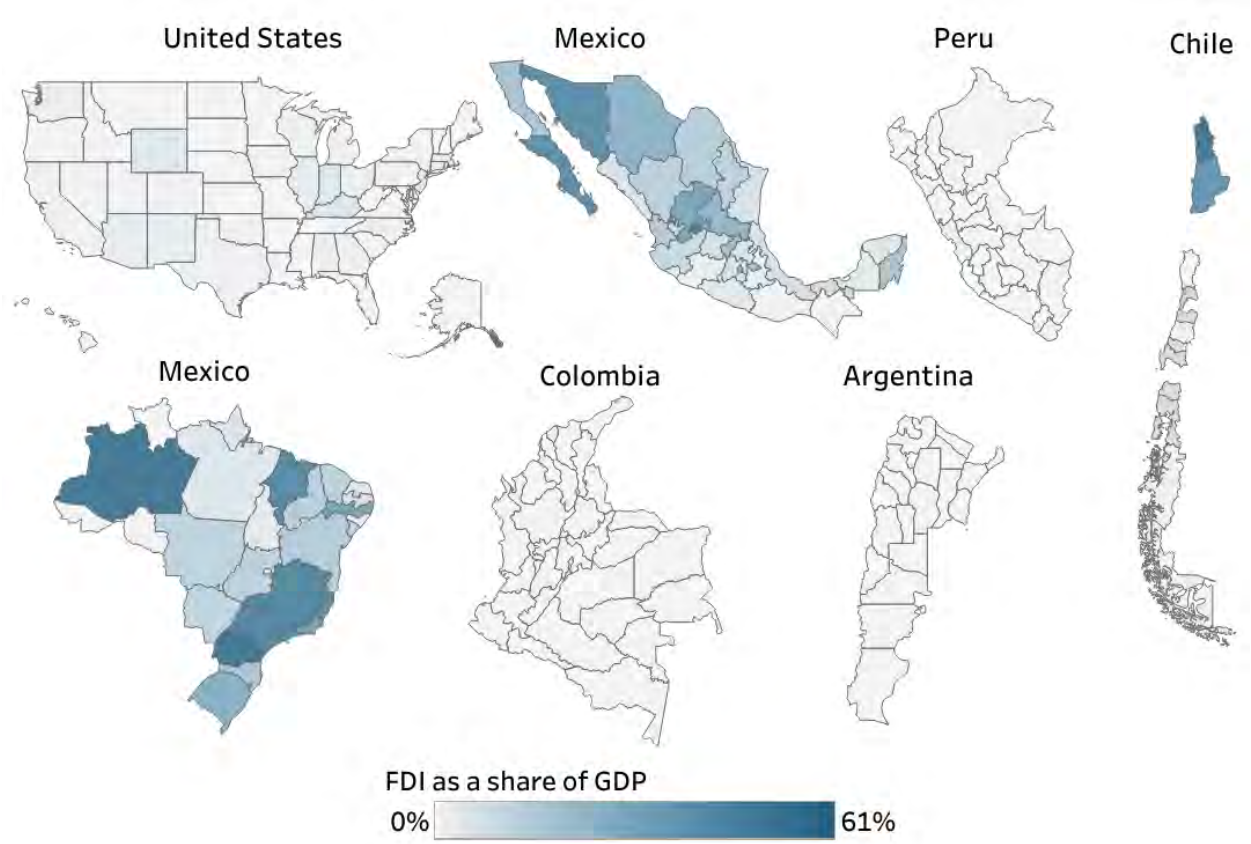 United States
Mexico
Peru
Chile
Mexico
Colombia
Argentina
FDI as a share of GDP
0%
61%